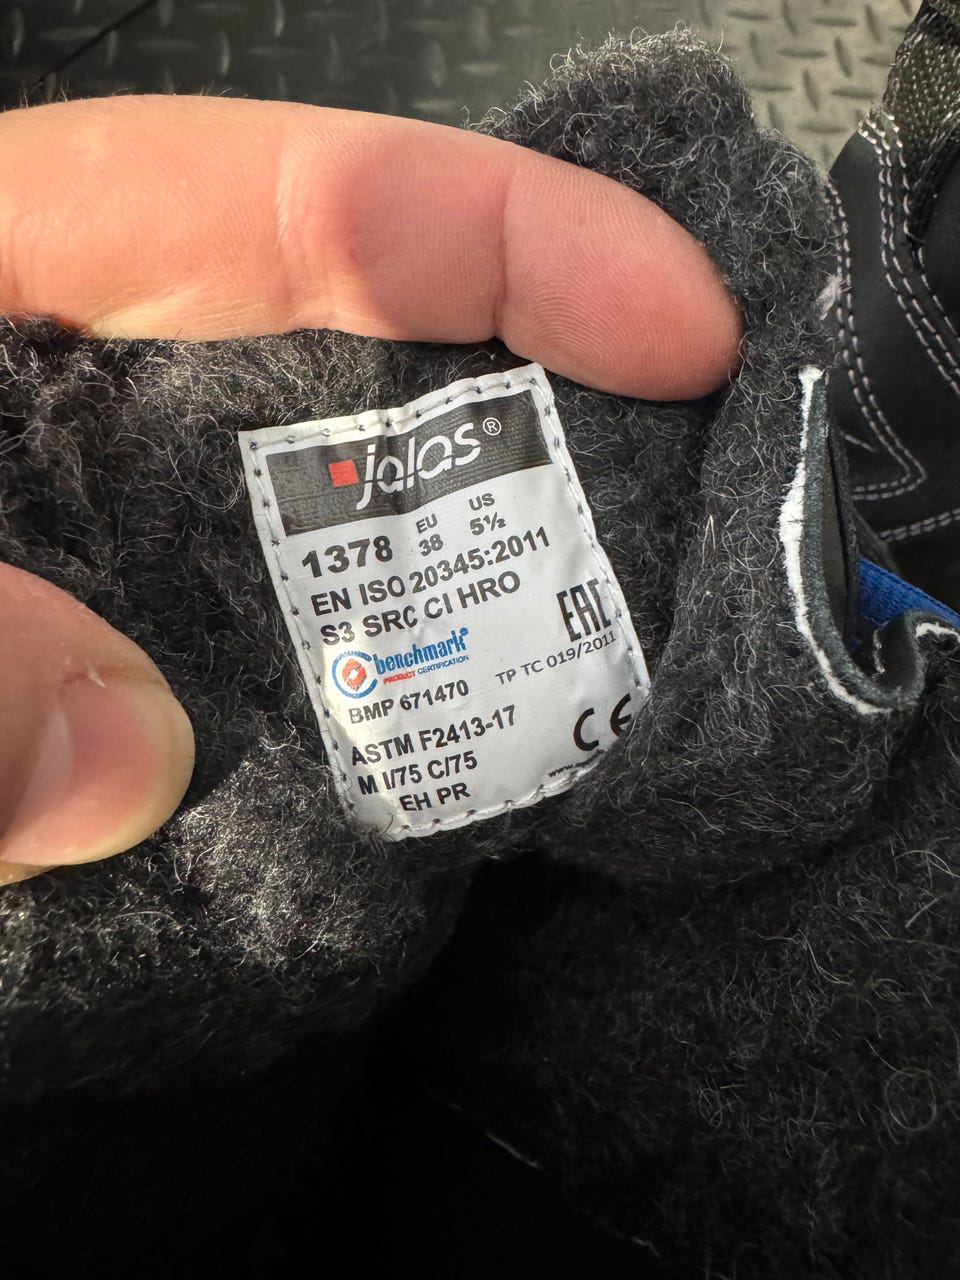 jalas®
1378 EU 38 US 5½
EN ISO 20345:2011
S3 SRC CI HRO
benchmark®
PRODUCT CERTIFICATION
EAC
BMP 671470
TP TC 019/2011
ASTM F2413-17
M I/75 C/75
EH PR
CE
www.